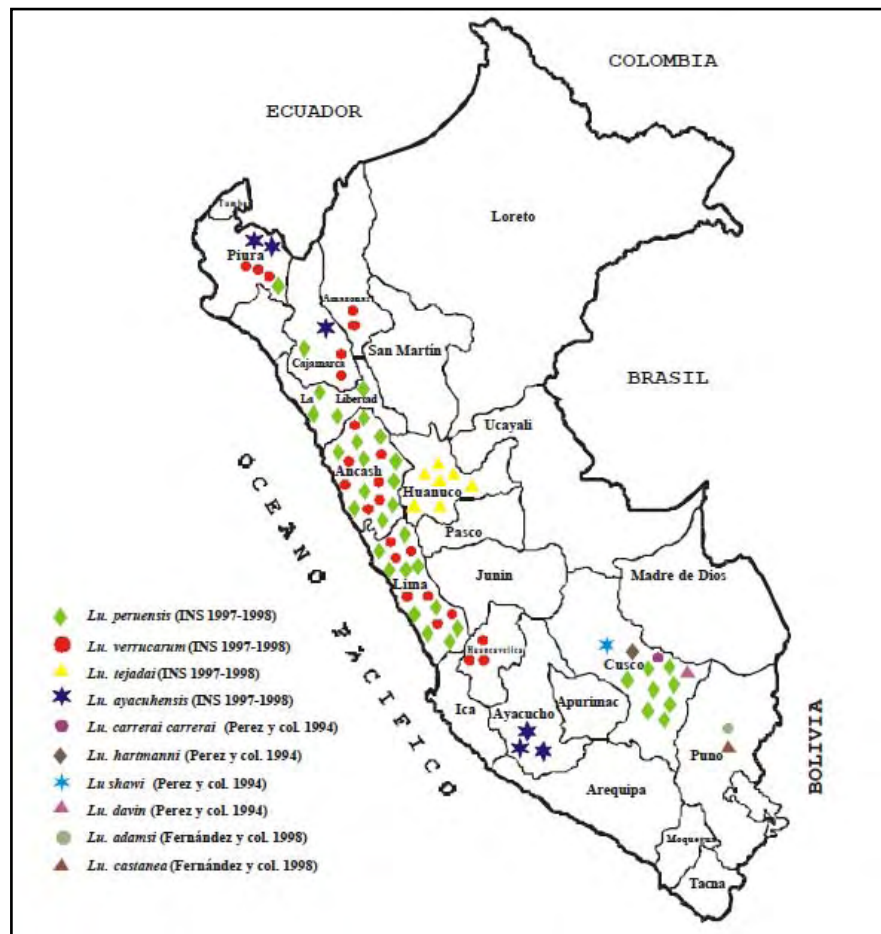 COLOMBIA
ECUADOR
Loreto
Piura
Amazonas
San Martín
Cajamarca
BRASIL
La Libertad
Ucayali
Ancash
Huanuco
Pasco
Lima
Junin
Madre de Dios
Huancavelica
Cusco
Ica
Ayacucho
Apurimac
Puno
Arequipa
Moquegua
Tacna
BOLIVIA
OCEÁNO PÁCIFICO
Lu. peruensis (INS 1997-1998)
Lu. verrucarum (INS 1997-1998)
Lu. tejadai (INS 1997-1998)
Lu. ayacuhensis (INS 1997-1998)
Lu. carrerai carrerai (Perez y col. 1994)
Lu. hartmanni (Perez y col. 1994)
Lu shawi (Perez y col. 1994)
Lu. davin (Perez y col. 1994)
Lu. adamsi (Fernández y col. 1998)
Lu. castanea (Fernández y col. 1998)